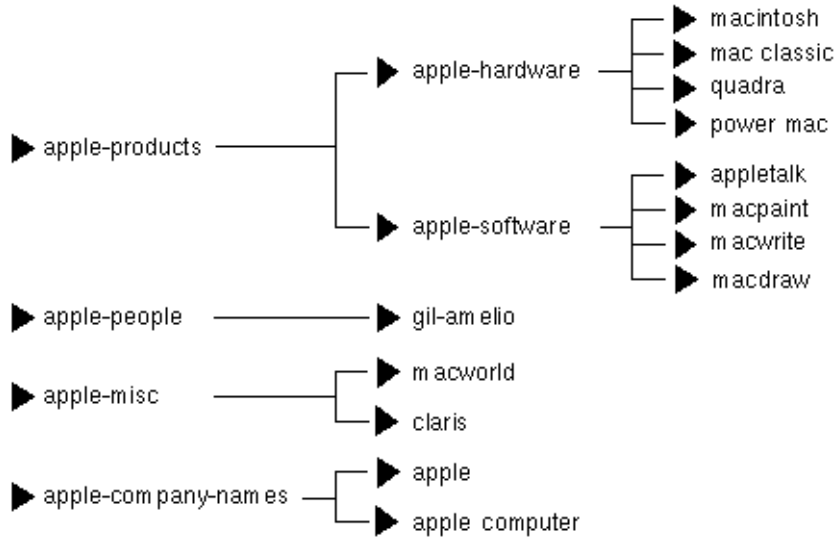 macintosh
apple-hardware
mac classic
quadra
power mac
apple-products
appletalk
apple-software
macpaint
macwrite
macdraw
apple-people
gil-amelio
apple-misc
macworld
claris
apple-company-names
apple
apple computer